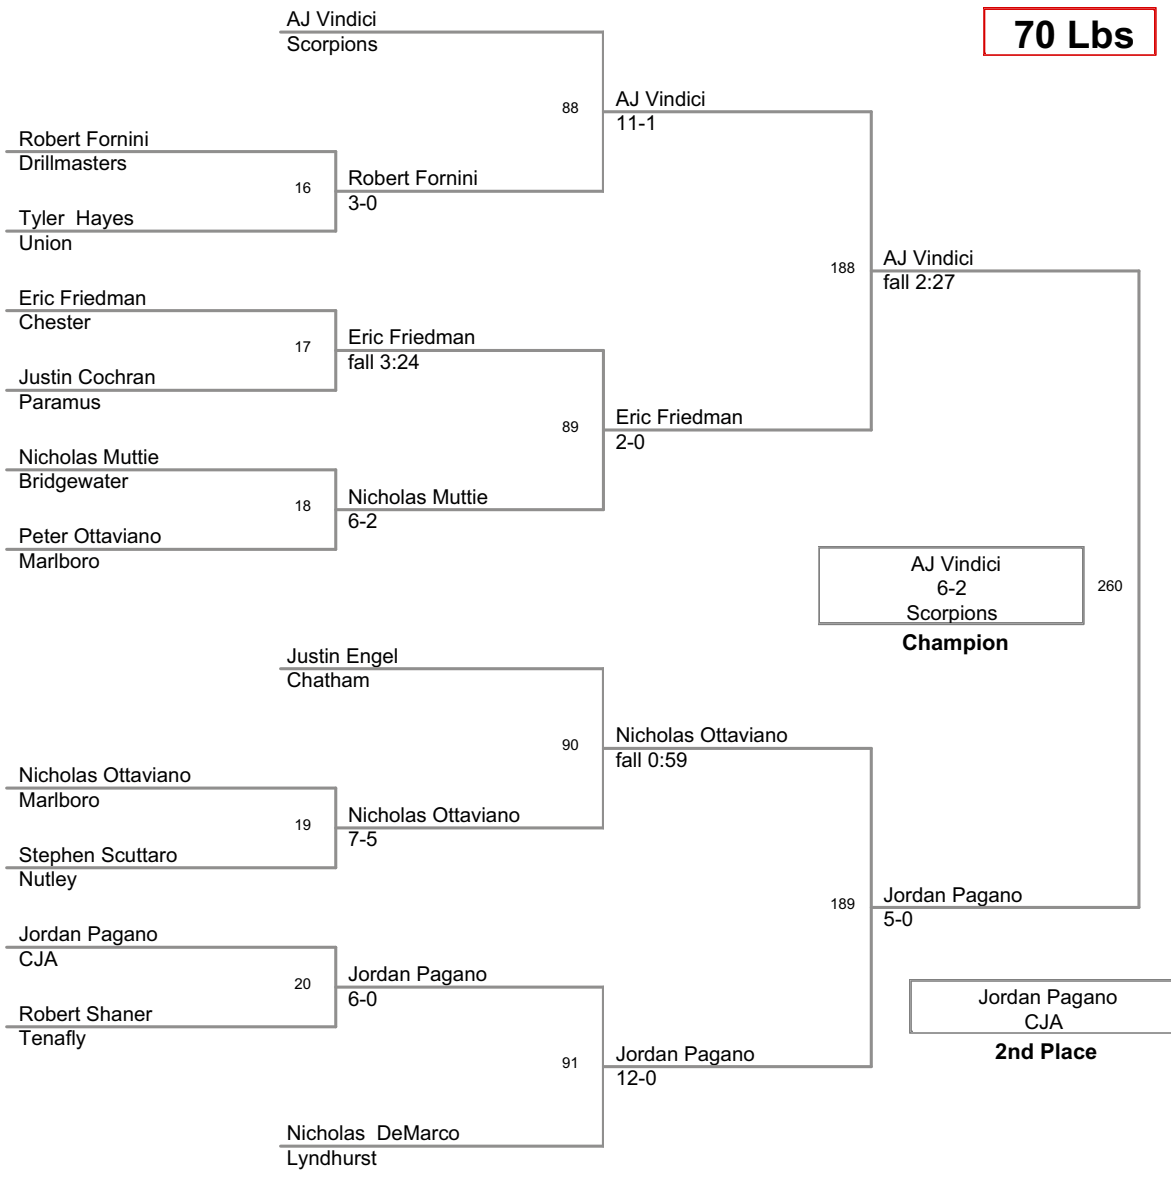 AJ Vindici
Scorpions
70 Lbs
88
AJ Vindici
11-1
Robert Fornini
Drillmasters
16
Robert Fornini
3-0
Tyler  Hayes
Union
188
AJ Vindici
fall 2:27
Eric Friedman
Chester
17
Eric Friedman
fall 3:24
Justin Cochran
Paramus
89
Eric Friedman
2-0
Nicholas Muttie
Bridgewater
18
Nicholas Muttie
6-2
Peter Ottaviano
Marlboro
AJ Vindici
6-2
Scorpions
260
Champion
Justin Engel
Chatham
90
Nicholas Ottaviano
fall 0:59
Nicholas Ottaviano
Marlboro
19
Nicholas Ottaviano
7-5
Stephen Scuttaro
Nutley
189
Jordan Pagano
5-0
Jordan Pagano
CJA
20
Jordan Pagano
6-0
Robert Shaner
Tenafly
Jordan Pagano
CJA
2nd Place
91
Jordan Pagano
12-0
Nicholas  DeMarco
Lyndhurst